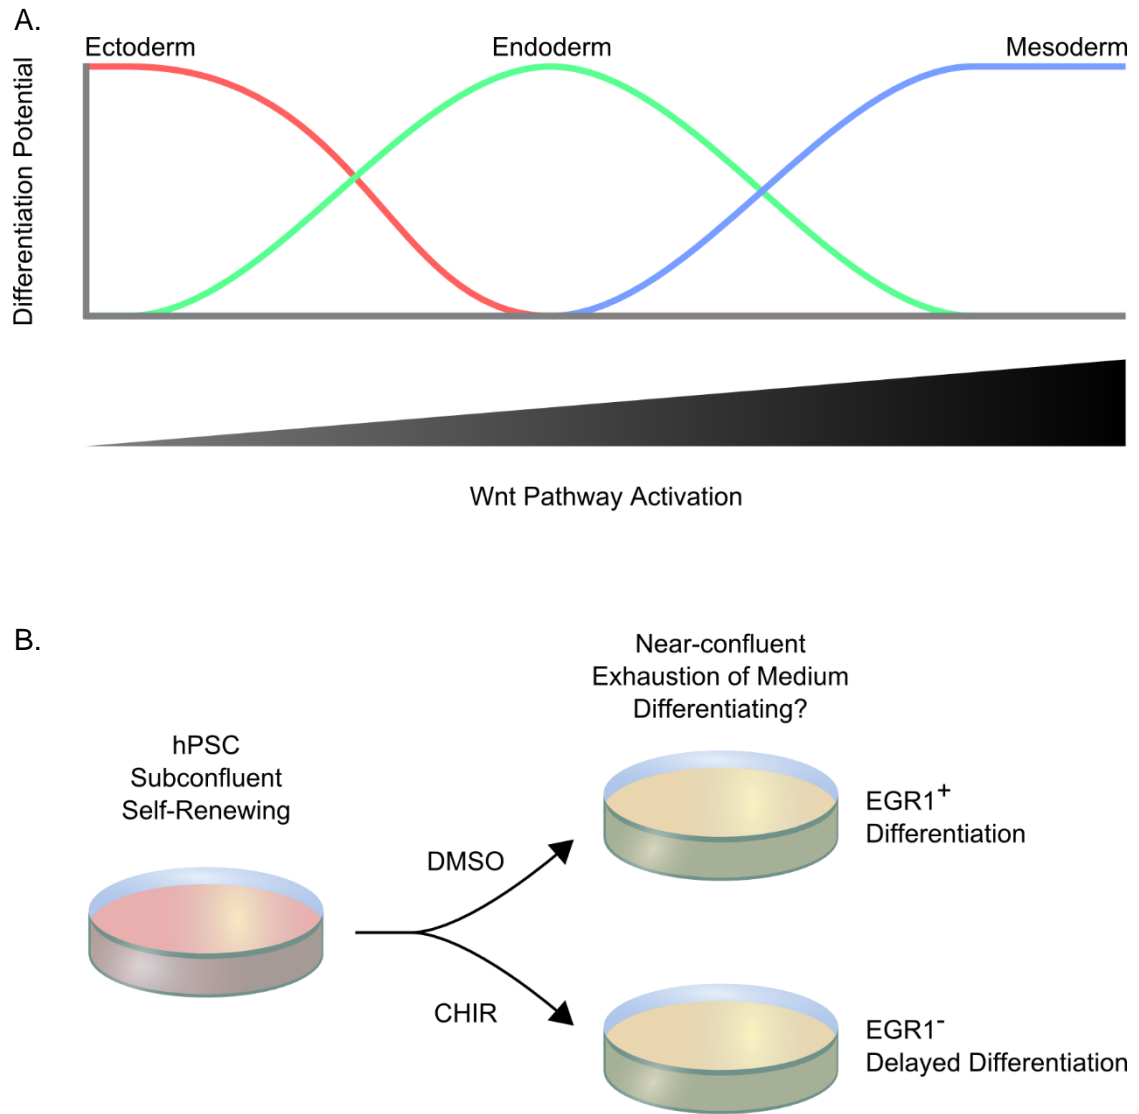 A.
Ectoderm
Endoderm
Mesoderm
Differentiation Potential
Wnt Pathway Activation
B.
hPSC
Subconfluent
Self-Renewing
DMSO
CHIR
Near-confluent
Exhaustion of Medium
Differentiating?
EGR1⁺
Differentiation
EGR1⁻
Delayed Differentiation